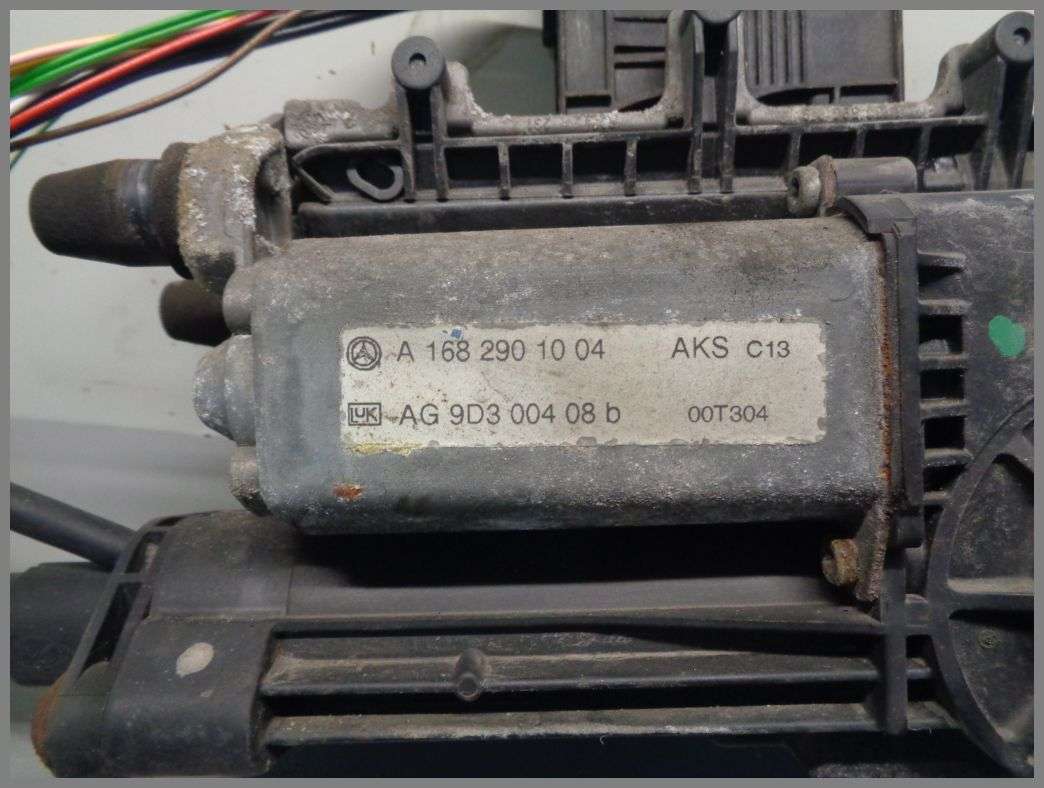 A 168 290 10 04 AKS C13
LUK AG 9D3 004 08 b 00T304